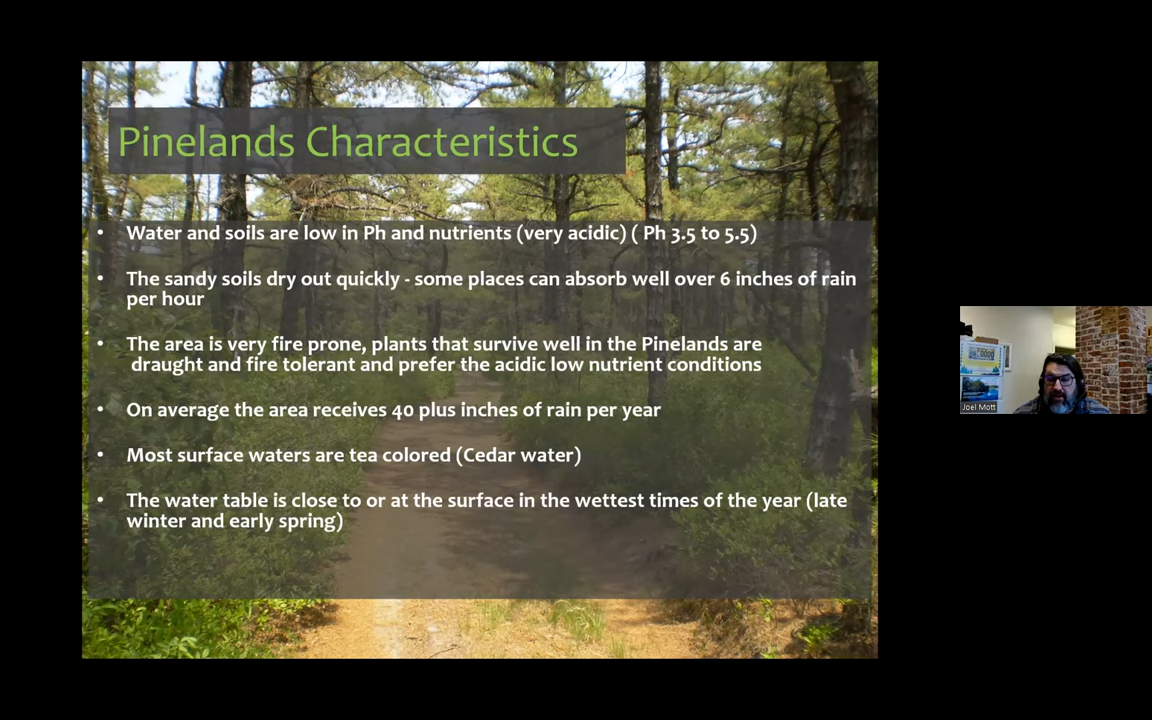 Pinelands Characteristics
• Water and soils are low in Ph and nutrients (very acidic) ( Ph 3.5 to 5.5)
• The sandy soils dry out quickly - some places can absorb well over 6 inches of rain
per hour
• The area is very fire prone, plants that survive well in the Pinelands are
draught and fire tolerant and prefer the acidic low nutrient conditions
• On average the area receives 40 plus inches of rain per year
• Most surface waters are tea colored (Cedar water)
• The water table is close to or at the surface in the wettest times of the year (late
winter and early spring)
Joel Mott